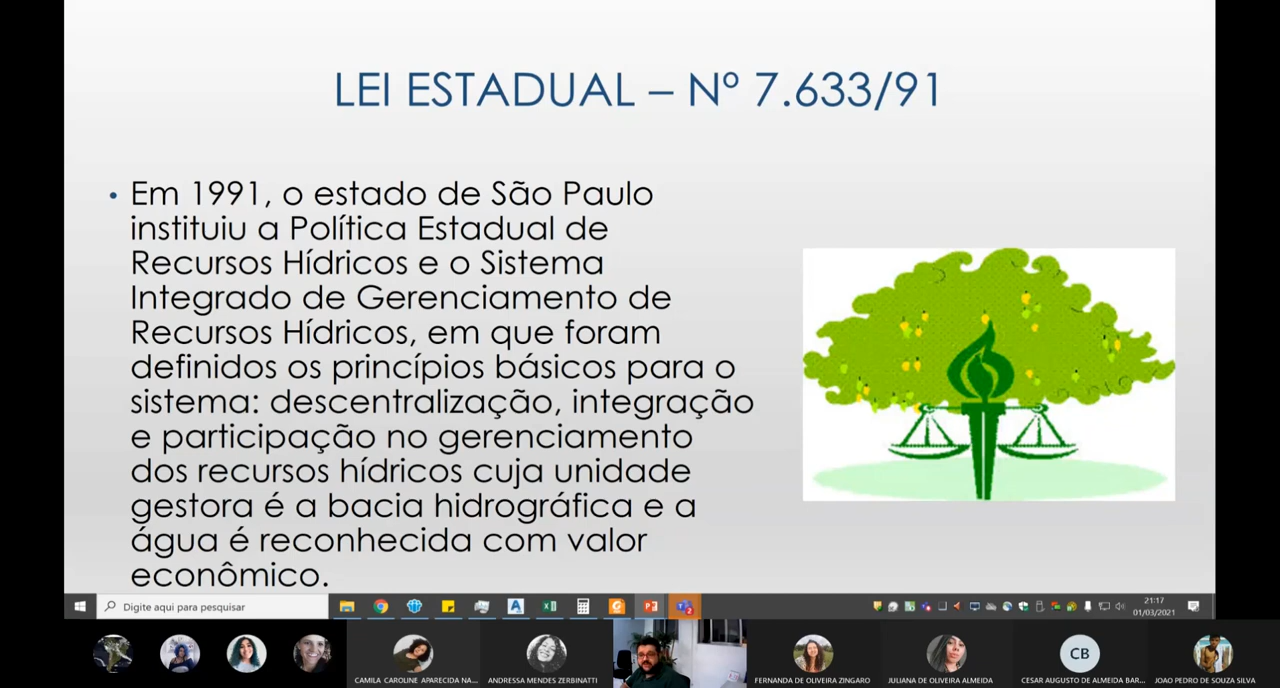 LEI ESTADUAL – Nº 7.633/91
• Em 1991, o estado de São Paulo
instituiu a Política Estadual de
Recursos Hídricos e o Sistema
Integrado de Gerenciamento de
Recursos Hídricos, em que foram
definidos os princípios básicos para o
sistema: descentralização, integração
e participação no gerenciamento
dos recursos hídricos cuja unidade
gestora é a bacia hidrográfica e a
água é reconhecida com valor
econômico.
Digite aqui para pesquisar
21:17
01/03/2021
CB
CAMILA CAROLINE APARECIDA NA...
ANDRESSA MENDES ZERBINATTI
FERNANDA DE OLIVEIRA ZINGARO
JULIANA DE OLIVEIRA ALMEIDA
CESAR AUGUSTO DE ALMEIDA BAR...
JOAO PEDRO DE SOUZA SILVA